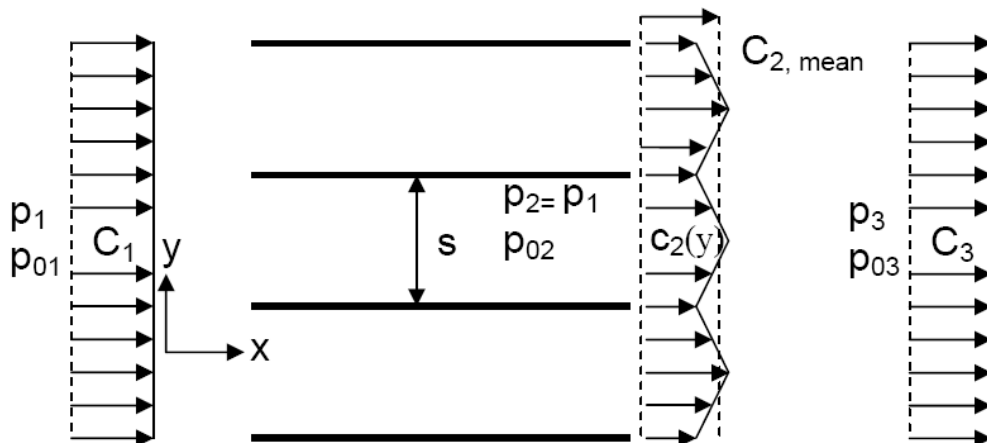 p₁
p₀₁
C₁
y
x
s
p₂= p₁
p₀₂
c₂(y)
C₂, mean
p₃
p₀₃
C₃